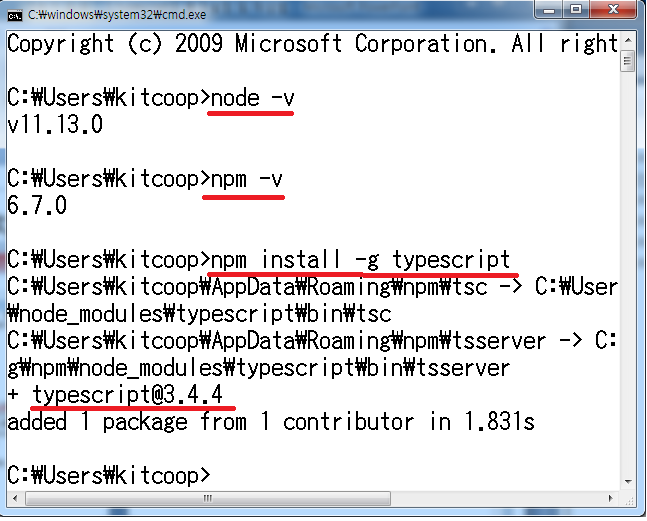 C:₩windows₩system32₩cmd.exe
Copyright (c) 2009 Microsoft Corporation. All right
C:₩Users₩kitcoop>node -v
v11.13.0
C:₩Users₩kitcoop>npm -v
6.7.0
C:₩Users₩kitcoop>npm install -g typescript
C:₩Users₩kitcoop₩AppData₩Roaming₩npm₩tsc -> C:₩User
₩node_modules₩typescript₩bin₩tsc
C:₩Users₩kitcoop₩AppData₩Roaming₩npm₩tsserver -> C:
g₩npm₩node_modules₩typescript₩bin₩tsserver
+ typescript@3.4.4
added 1 package from 1 contributor in 1.831s
C:₩Users₩kitcoop>